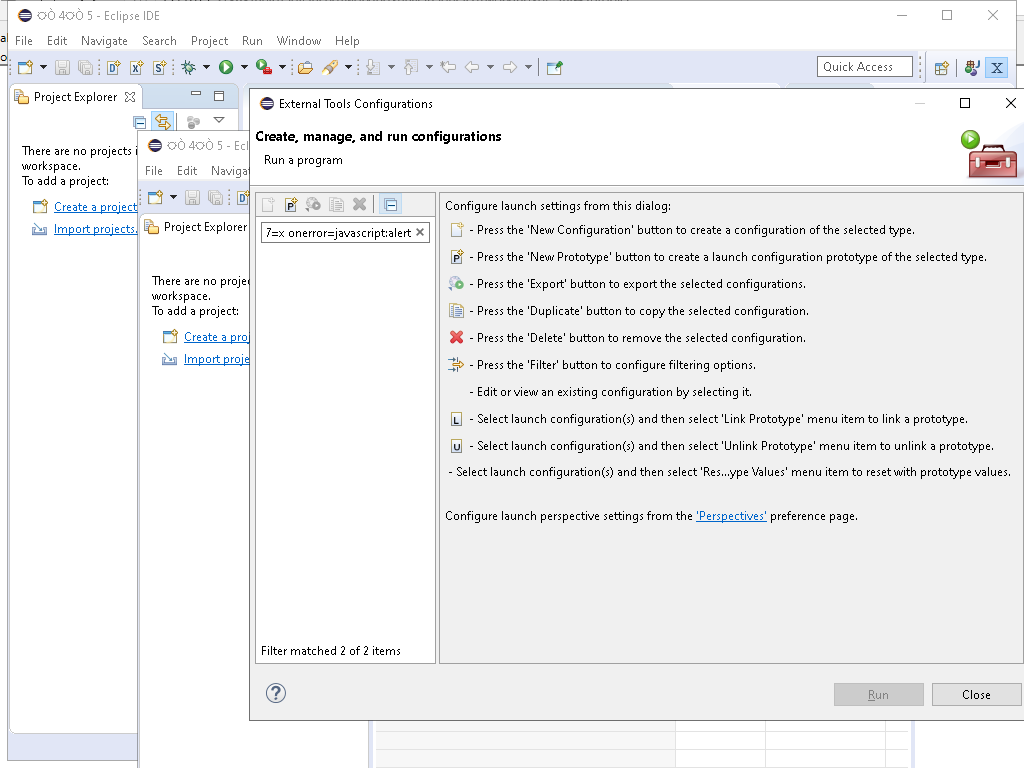 ⵚÒ 4ⵚÒ 5 - Eclipse IDE
File Edit Navigate Search Project Run Window Help
Quick Access
Project Explorer
There are no projects i
workspace.
To add a project:
Create a project
Import projects.
File Edit Naviga
Project Explorer
There are no proje
workspace.
To add a project:
Create a pro
Import proje
External Tools Configurations
Create, manage, and run configurations
Run a program
7=x onerror=javascript:alert
Filter matched 2 of 2 items
Configure launch settings from this dialog:
- Press the 'New Configuration' button to create a configuration of the selected type.
- Press the 'New Prototype' button to create a launch configuration prototype of the selected type.
- Press the 'Export' button to export the selected configurations.
- Press the 'Duplicate' button to copy the selected configuration.
- Press the 'Delete' button to remove the selected configuration.
- Press the 'Filter' button to configure filtering options.
- Edit or view an existing configuration by selecting it.
- Select launch configuration(s) and then select 'Link Prototype' menu item to link a prototype.
- Select launch configuration(s) and then select 'Unlink Prototype' menu item to unlink a prototype.
- Select launch configuration(s) and then select 'Res...ype Values' menu item to reset with prototype values.
Configure launch perspective settings from the 'Perspectives' preference page.
Run
Close